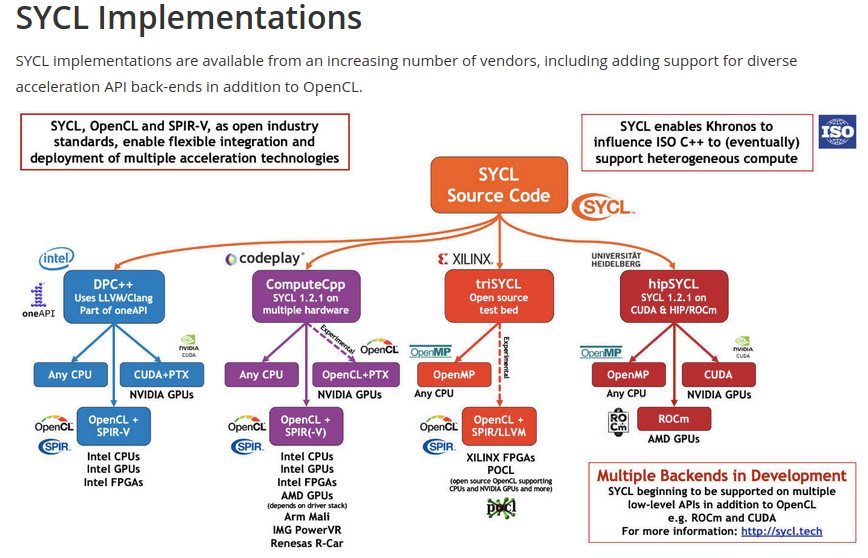 SYCL Implementations
SYCL implementations are available from an increasing number of vendors, including adding support for diverse
acceleration API back-ends in addition to OpenCL.
SYCL, OpenCL and SPIR-V, as open industry
standards, enable flexible integration and
deployment of multiple acceleration technologies
SYCL enables Khronos to
influence ISO C++ to (eventually)
support heterogeneous compute
ISO
SYCL
Source Code
SYCL
intel
oneAPI
DPC++
Uses LLVM/Clang
Part of oneAPI
codeplay
ComputeCpp
SYCL 1.2.1 on
multiple hardware
XILINX
triSYCL
Open source
test bed
UNIVERSITÄT
HEIDELBERG
hipSYCL
SYCL 1.2.1 on
CUDA & HIP/ROCm
Any CPU
NVIDIA
CUDA
CUDA+PTX
NVIDIA GPUs
OpenCL
SPIR
OpenCL +
SPIR-V
Intel CPUs
Intel GPUs
Intel FPGAs
Any CPU
Experimental
OpenCL
OpenCL+PTX
NVIDIA GPUs
OpenCL
SPIR
OpenCL +
SPIR(-V)
Intel CPUs
Intel GPUs
Intel FPGAs
AMD GPUs
(depends on driver stack)
Arm Mali
IMG PowerVR
Renesas R-Car
OpenMP
OpenMP
Any CPU
Experimental
OpenCL
SPIR
OpenCL +
SPIR/LLVM
XILINX FPGAs
POCL
(open source OpenCL supporting
CPUs and NVIDIA GPUs and more)
pocl
OpenMP
OpenMP
Any CPU
NVIDIA
CUDA
CUDA
NVIDIA GPUs
ROCm
ROCm
AMD GPUs
Multiple Backends in Development
SYCL beginning to be supported on multiple
low-level APIs in addition to OpenCL
e.g. ROCm and CUDA
For more information: http://sycl.tech